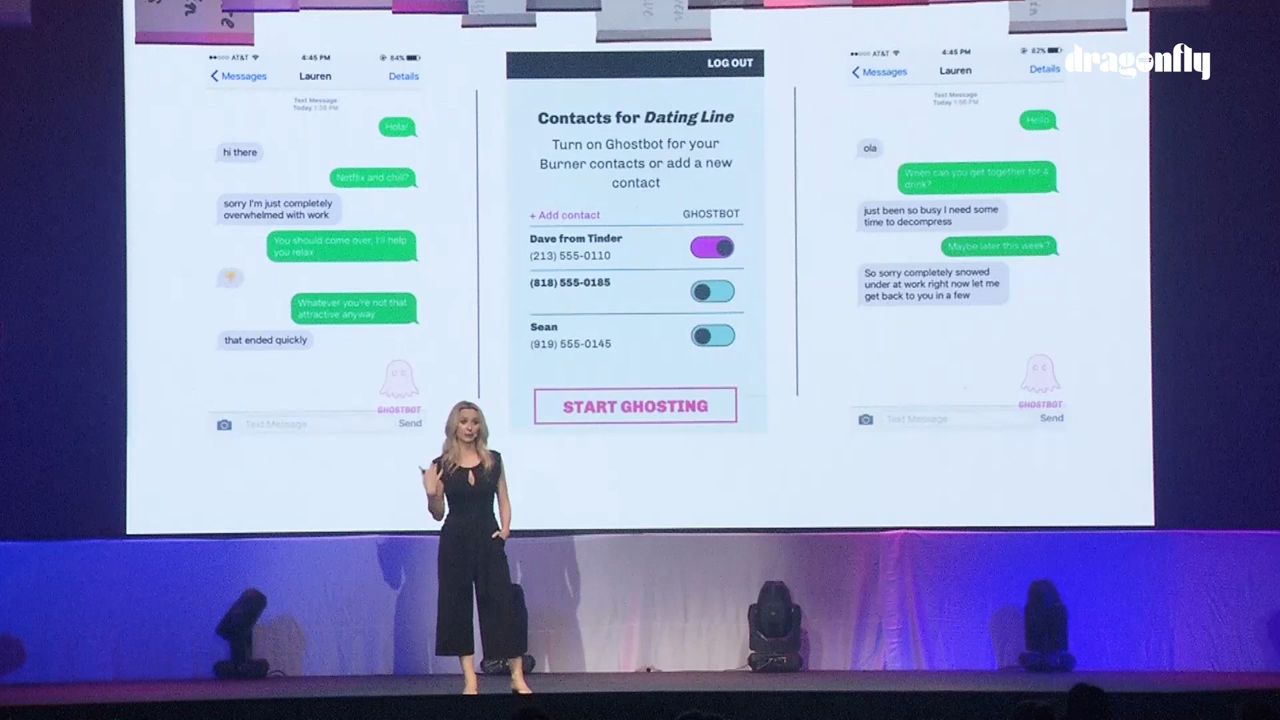 dragonfly
AT&T
4:45 PM
84%
Messages
Lauren
Details
Text Message
Today 1:08 PM
Hola!
hi there
Netflix and chill?
sorry I'm just completely
overwhelmed with work
You should come over, I'll help
you relax
Whatever you're not that
attractive anyway
that ended quickly
GHOSTBOT
Text Message
Send
LOG OUT
Contacts for Dating Line
Turn on Ghostbot for your
Burner contacts or add a new
contact
+ Add contact
GHOSTBOT
Dave from Tinder
(213) 555-0110
(818) 555-0185
Sean
(919) 555-0145
START GHOSTING
AT&T
4:45 PM
82%
Messages
Lauren
Details
Text Message
Today 1:06 PM
Hello
ola
When can you get together for a
drink?
just been so busy I need some
time to decompress
Maybe later this week?
So sorry completely snowed
under at work right now let me
get back to you in a few
GHOSTBOT
Text Message
Send